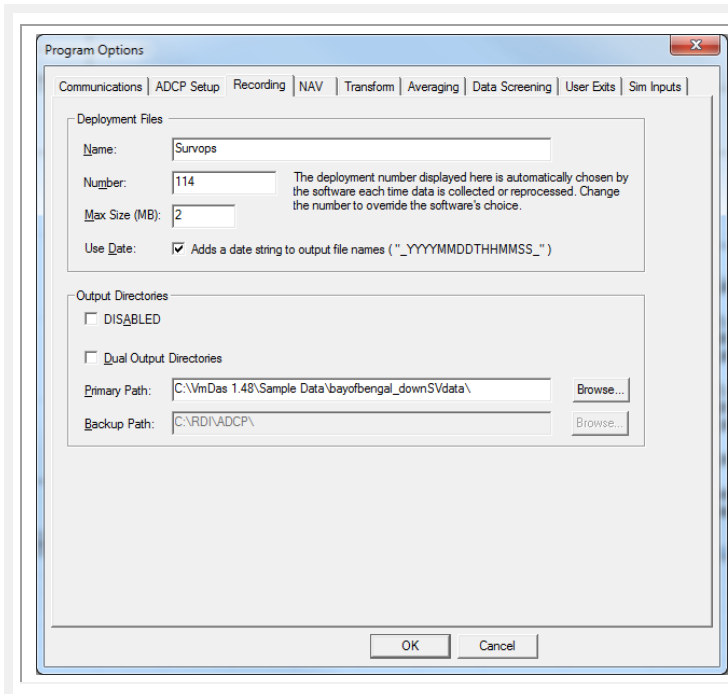 Program Options
Communications ADCP Setup Recording NAV Transform Averaging Data Screening User Exits Sim Inputs
Deployment Files
Name: Survops
Number: 114
The deployment number displayed here is automatically chosen by
the software each time data is collected or reprocessed. Change
the number to override the software's choice.
Max Size (MB): 2
Use Date: Adds a date string to output file names ( "_YYYYMMDDTHHMMSS_" )
Output Directories
DISABLED
Dual Output Directories
Primary Path: C:\VmDas 1.48\Sample Data\bayofbengal_downSVdata\ Browse...
Backup Path: C:\RDI\ADCP\ Browse...
OK Cancel